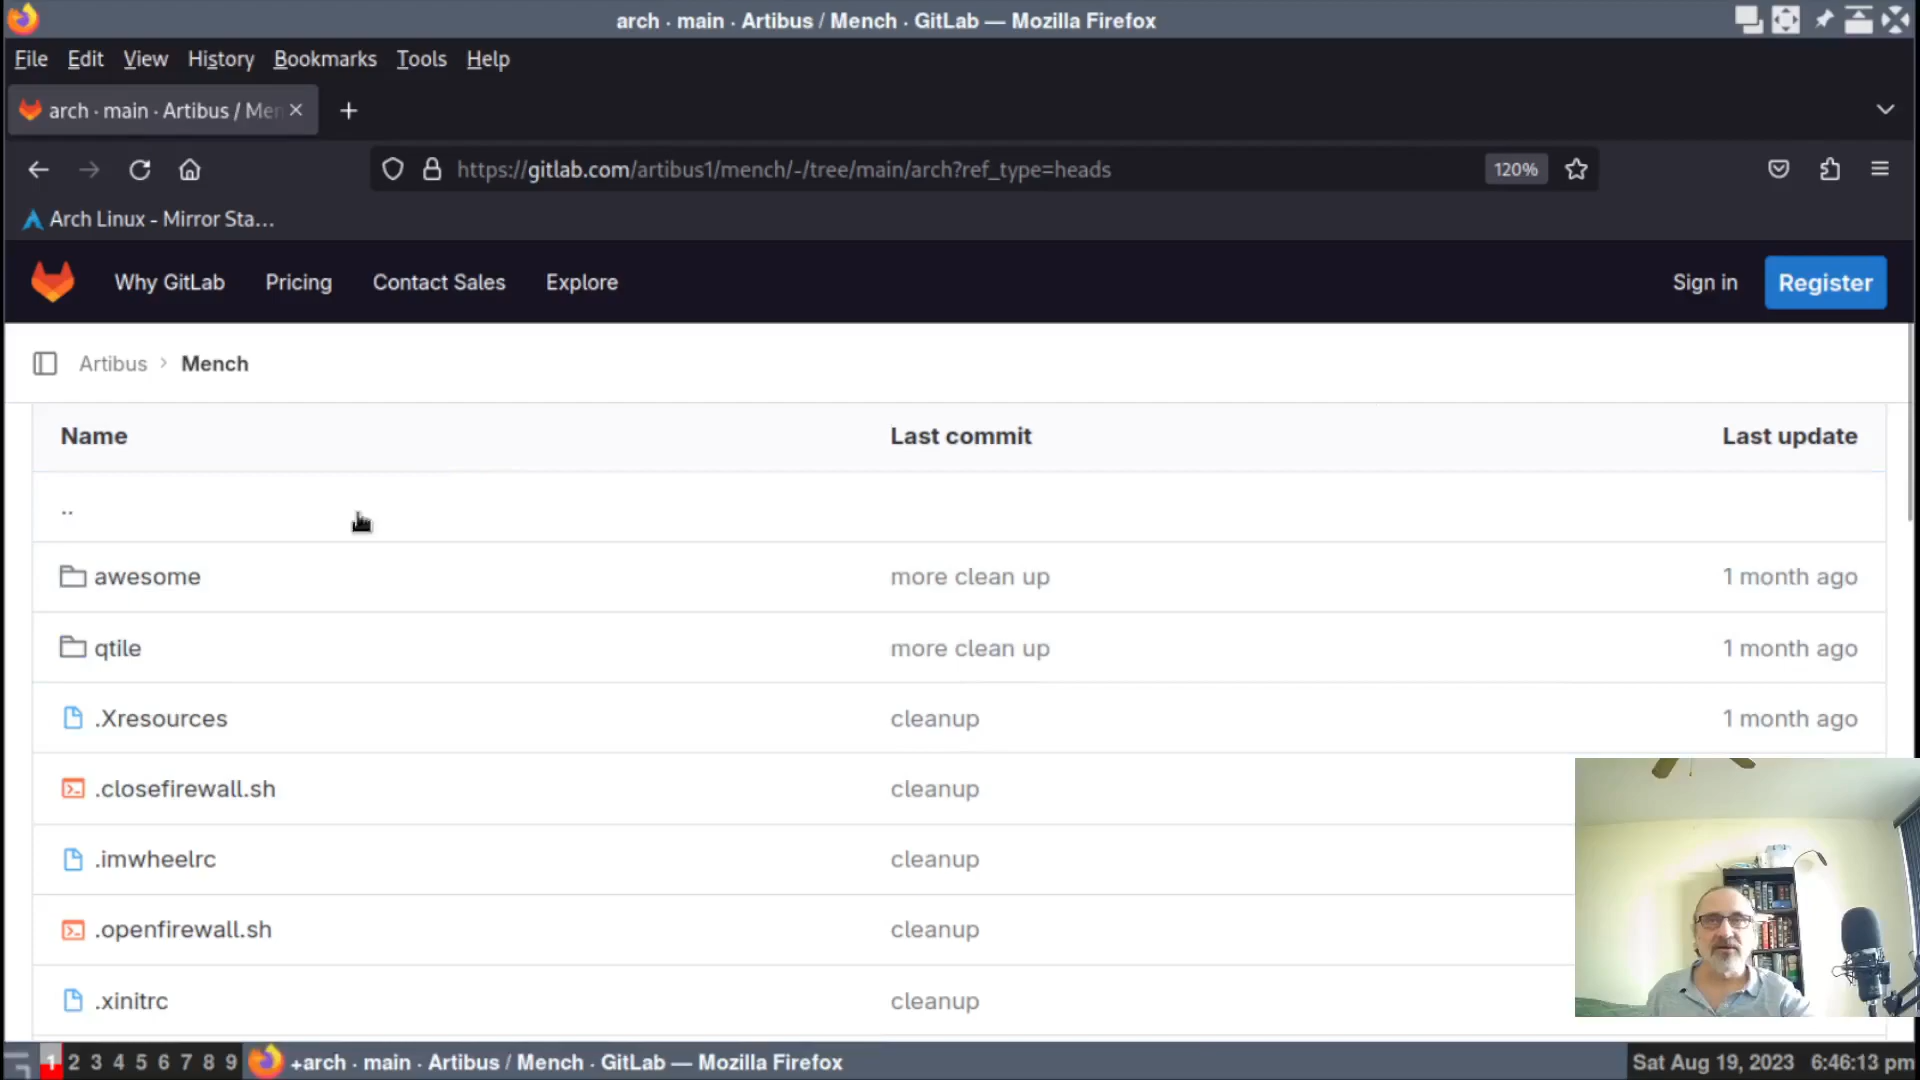 arch · main · Artibus / Mench · GitLab — Mozilla Firefox
File Edit View History Bookmarks Tools Help
arch · main · Artibus / Men
https://gitlab.com/artibus1/mench/-/tree/main/arch?ref_type=heads 120%
Arch Linux - Mirror Sta...
Why GitLab Pricing Contact Sales Explore Sign in Register
Artibus > Mench
Name Last commit Last update
..
awesome more clean up 1 month ago
qtile more clean up 1 month ago
.Xresources cleanup 1 month ago
.closefirewall.sh cleanup
.imwheelrc cleanup
.openfirewall.sh cleanup
.xinitrc cleanup
1 2 3 4 5 6 7 8 9 +arch · main · Artibus / Mench · GitLab — Mozilla Firefox Sat Aug 19, 2023 6:46:13 pm